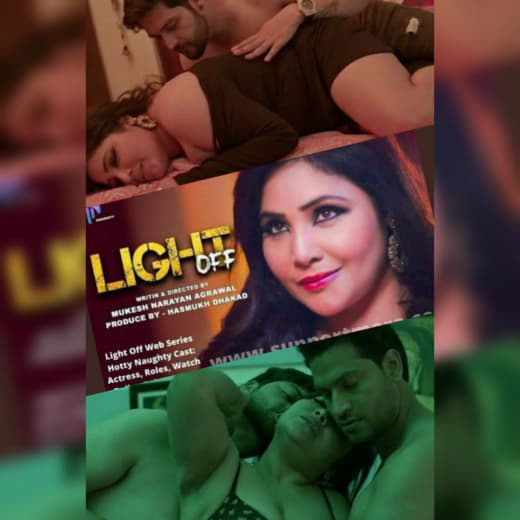 LIGHT
OFF
WRITIN & DIRECTED BY
MUKESH NARAYAN AGRAWAL
PRODUCE BY - HASMUKH DHAKAD
Light Off Web Series
Hotty Naughty Cast:
Actress, Roles, Watch